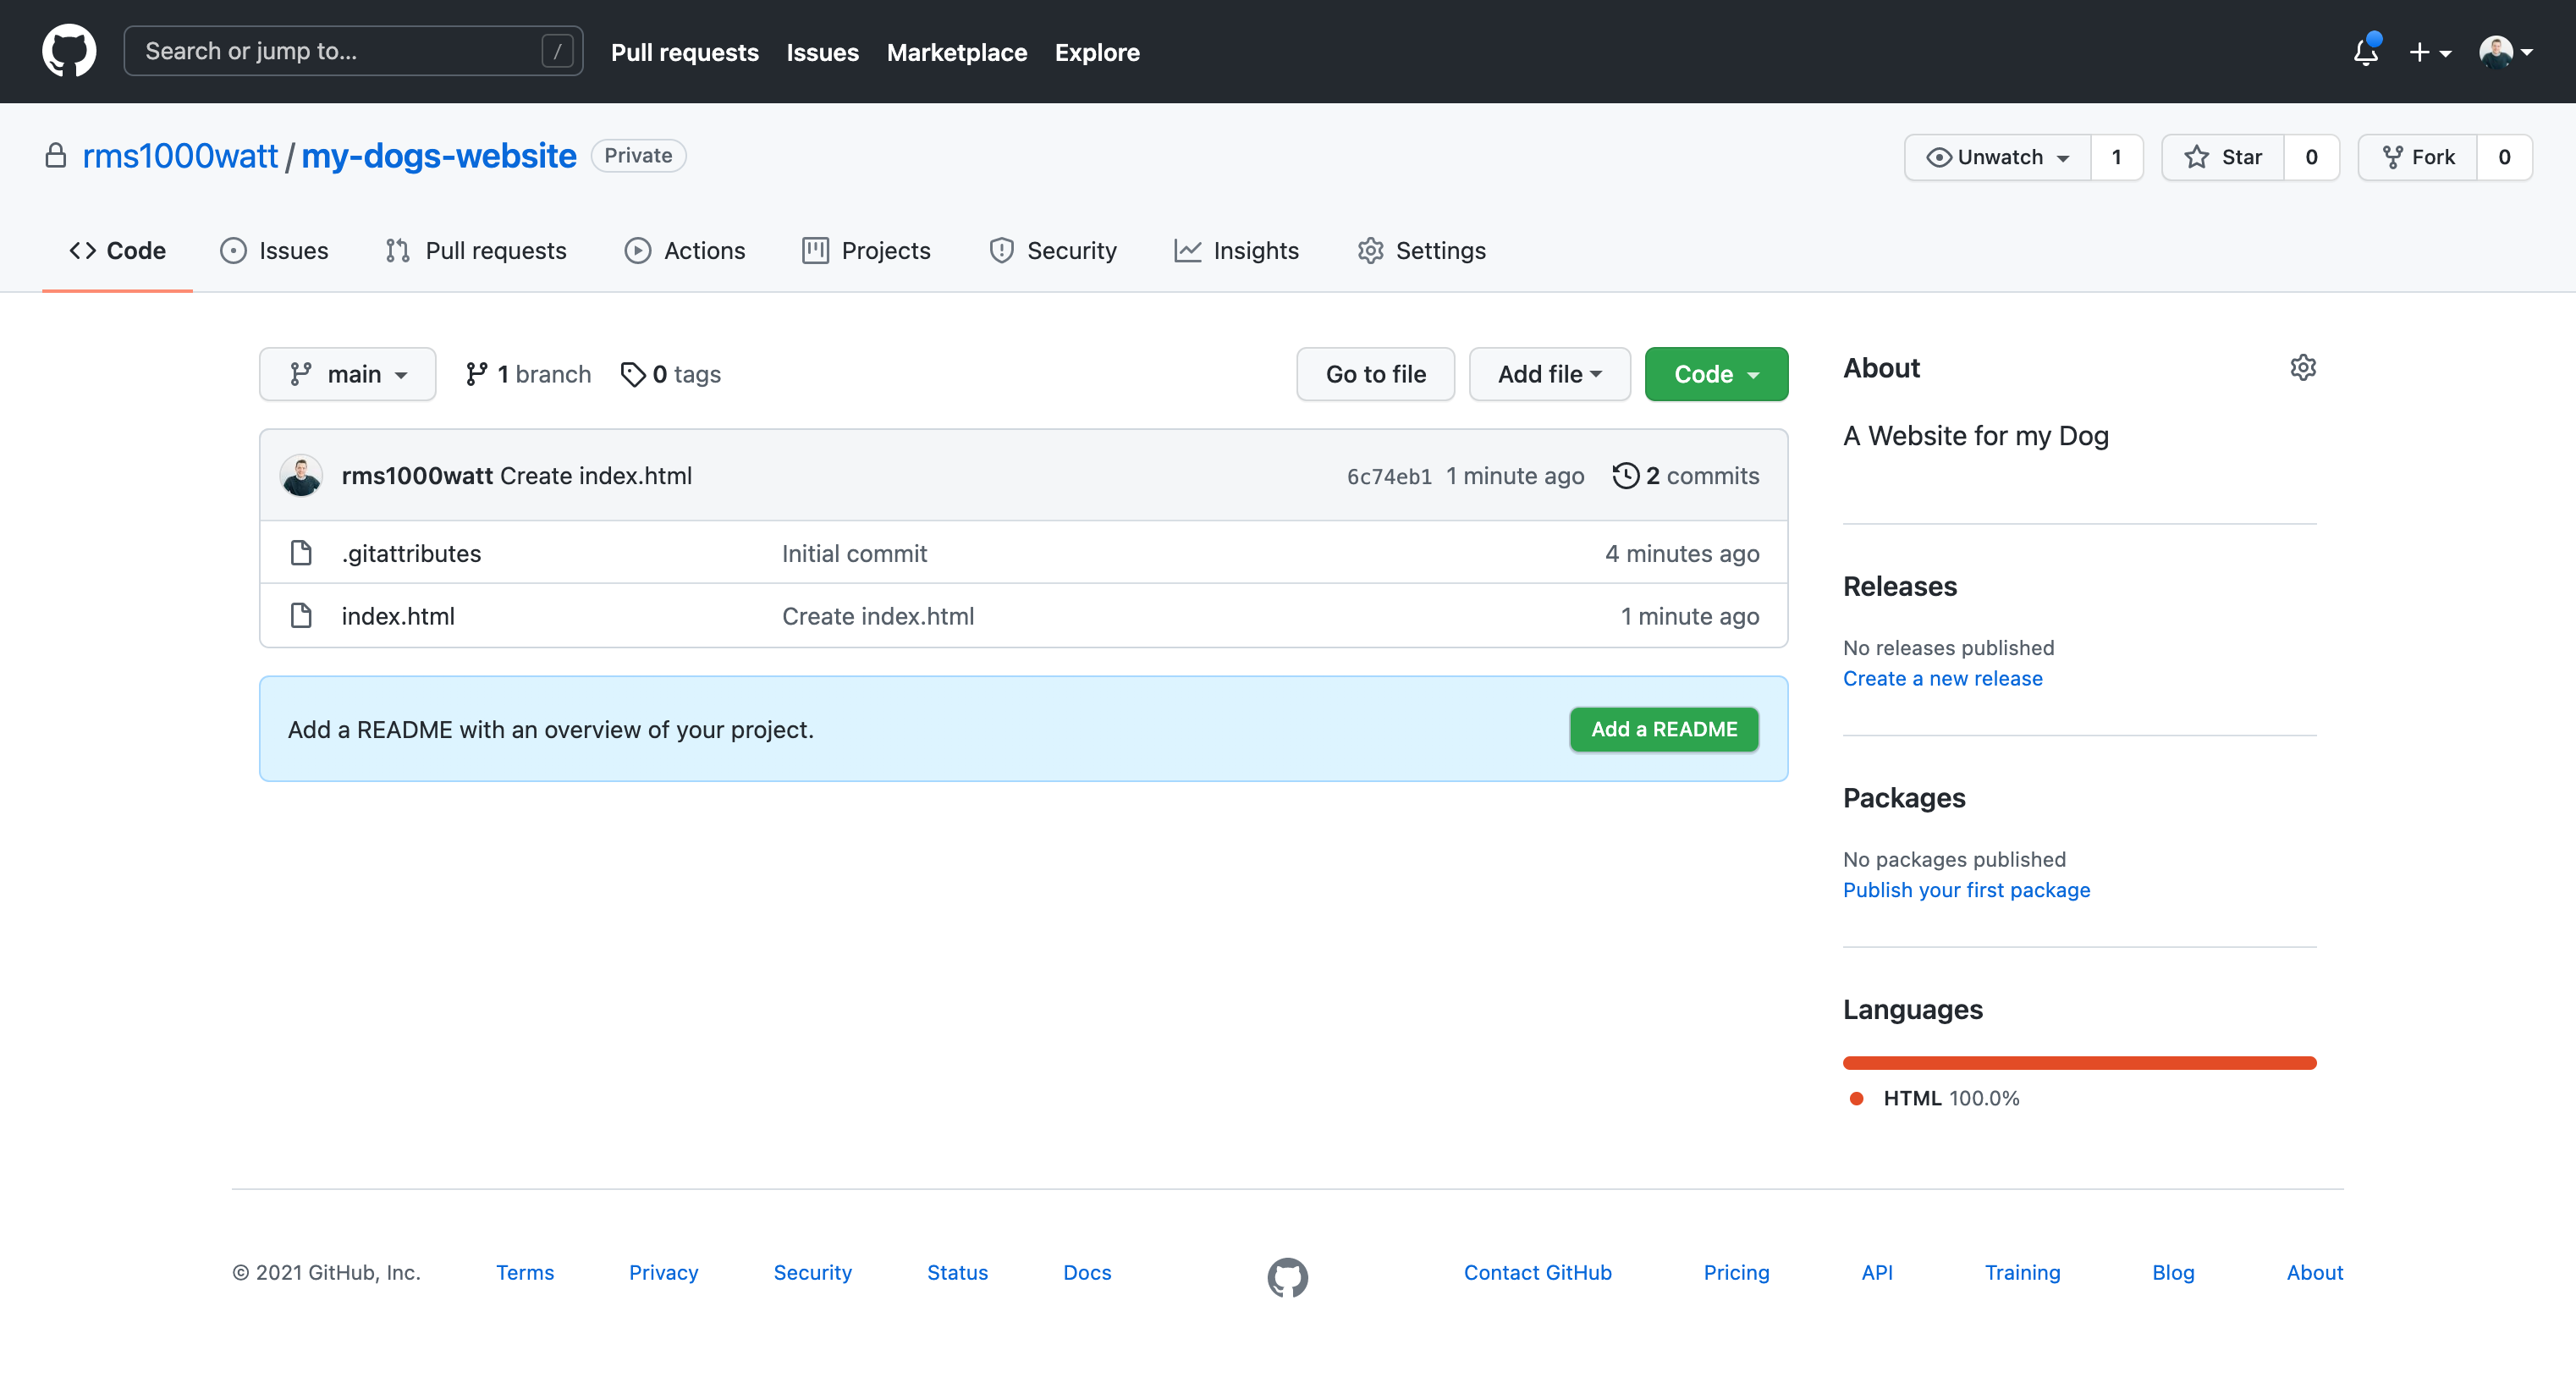 Search or jump to... / Pull requests Issues Marketplace Explore
rms1000watt / my-dogs-website Private Unwatch 1 Star 0 Fork 0
Code Issues Pull requests Actions Projects Security Insights Settings
main 1 branch 0 tags Go to file Add file Code
rms1000watt Create index.html 6c74eb1 1 minute ago 2 commits
.gitattributes Initial commit 4 minutes ago
index.html Create index.html 1 minute ago
Add a README with an overview of your project. Add a README
About
A Website for my Dog
Releases
No releases published
Create a new release
Packages
No packages published
Publish your first package
Languages
HTML 100.0%
© 2021 GitHub, Inc. Terms Privacy Security Status Docs Contact GitHub Pricing API Training Blog About